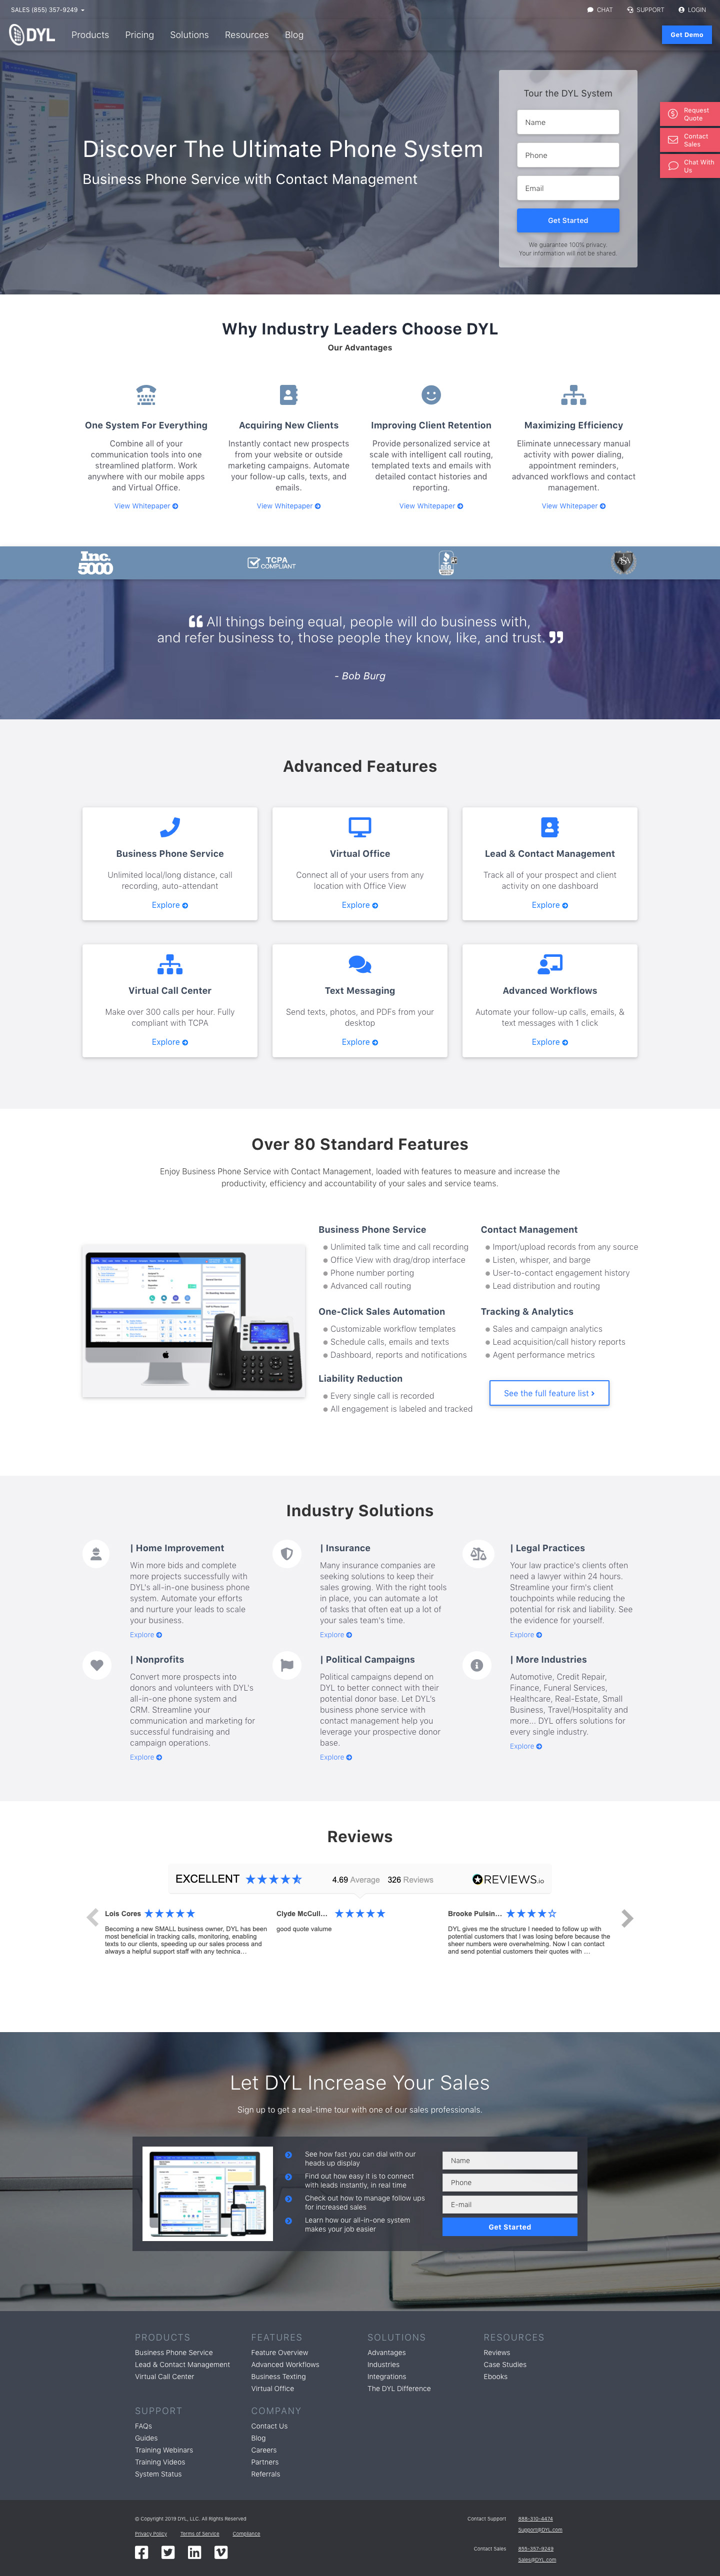 SALES (855) 357-9249
CHAT
SUPPORT
LOGIN
DYL
Products
Pricing
Solutions
Resources
Blog
Get Demo
Request Quote
Contact Sales
Chat With Us
Discover The Ultimate Phone System
Business Phone Service with Contact Management
Tour the DYL System
Name
Phone
Email
Get Started
We guarantee 100% privacy.
Your information will not be shared.
Why Industry Leaders Choose DYL
Our Advantages
One System For Everything
Combine all of your
communication tools into one
streamlined platform. Work
anywhere with our mobile apps
and Virtual Office.
View Whitepaper
Acquiring New Clients
Instantly contact new prospects
from your website or outside
marketing campaigns. Automate
your follow-up calls, texts, and
emails.
View Whitepaper
Improving Client Retention
Provide personalized service at
scale with intelligent call routing,
templated texts and emails with
detailed contact histories and
reporting.
View Whitepaper
Maximizing Efficiency
Eliminate unnecessary manual
activity with power dialing,
appointment reminders,
advanced workflows and contact
management.
View Whitepaper
Inc.
5000
TCPA
COMPLIANT
BBB
“ All things being equal, people will do business with,
and refer business to, those people they know, like, and trust. ”
- Bob Burg
Advanced Features
Business Phone Service
Unlimited local/long distance, call
recording, auto-attendant
Explore
Virtual Office
Connect all of your users from any
location with Office View
Explore
Lead & Contact Management
Track all of your prospect and client
activity on one dashboard
Explore
Virtual Call Center
Make over 300 calls per hour. Fully
compliant with TCPA
Explore
Text Messaging
Send texts, photos, and PDFs from your
desktop
Explore
Advanced Workflows
Automate your follow-up calls, emails, &
text messages with 1 click
Explore
Over 80 Standard Features
Enjoy Business Phone Service with Contact Management, loaded with features to measure and increase the
productivity, efficiency and accountability of your sales and service teams.
Business Phone Service
Unlimited talk time and call recording
Office View with drag/drop interface
Phone number porting
Advanced call routing
Contact Management
Import/upload records from any source
Listen, whisper, and barge
User-to-contact engagement history
Lead distribution and routing
One-Click Sales Automation
Customizable workflow templates
Schedule calls, emails and texts
Dashboard, reports and notifications
Tracking & Analytics
Sales and campaign analytics
Lead acquisition/call history reports
Agent performance metrics
Liability Reduction
Every single call is recorded
All engagement is labeled and tracked
See the full feature list
Industry Solutions
| Home Improvement
Win more bids and complete
more projects successfully with
DYL's all-in-one business phone
system. Automate your efforts
and nurture your leads to scale
your business.
Explore
| Insurance
Many insurance companies are
seeking solutions to keep their
sales growing. With the right tools
in place, you can automate a lot
of tasks that often eat up a lot of
your sales team's time.
Explore
| Legal Practices
Your law practice's clients often
need a lawyer within 24 hours.
Streamline your firm's client
touchpoints while reducing the
potential for risk and liability. See
the evidence for yourself.
Explore
| Nonprofits
Convert more prospects into
donors and volunteers with DYL's
all-in-one phone system and
CRM. Streamline your
communication and marketing for
successful fundraising and
campaign operations.
Explore
| Political Campaigns
Political campaigns depend on
DYL to better connect with their
potential donor base. Let DYL's
business phone service with
contact management help you
leverage your prospective donor
base.
Explore
| More Industries
Automotive, Credit Repair,
Finance, Funeral Services,
Healthcare, Real-Estate, Small
Business, Travel/Hospitality and
more... DYL offers solutions for
every single industry.
Explore
Reviews
EXCELLENT
4.69 Average 326 Reviews
REVIEWS.io
Lois Cores
Becoming a new SMALL business owner, DYL has been
most beneficial in tracking calls, monitoring, enabling
texts to our clients, speeding up our sales process and
always a helpful support staff with any technica...
Clyde McCull...
good quote valume
Brooke Pulsin...
DYL gives me the structure I needed to follow up with
potential customers that I was losing before because the
sheer numbers were overwhelming. Now I can contact
and send potential customers their quotes with ...
Let DYL Increase Your Sales
Sign up to get a real-time tour with one of our sales professionals.
See how fast you can dial with our
heads up display
Find out how easy it is to connect
with leads instantly, in real time
Check out how to manage follow ups
for increased sales
Learn how our all-in-one system
makes your job easier
Name
Phone
E-mail
Get Started
PRODUCTS
Business Phone Service
Lead & Contact Management
Virtual Call Center
FEATURES
Feature Overview
Advanced Workflows
Business Texting
Virtual Office
SOLUTIONS
Advantages
Industries
Integrations
The DYL Difference
RESOURCES
Reviews
Case Studies
Ebooks
SUPPORT
FAQs
Guides
Training Webinars
Training Videos
System Status
COMPANY
Contact Us
Blog
Careers
Partners
Referrals
© Copyright 2019 DYL, LLC. All Rights Reserved
Privacy Policy
Terms of Service
Compliance
Contact Support
888-310-4474
Support@DYL.com
Contact Sales
855-357-9249
Sales@DYL.com